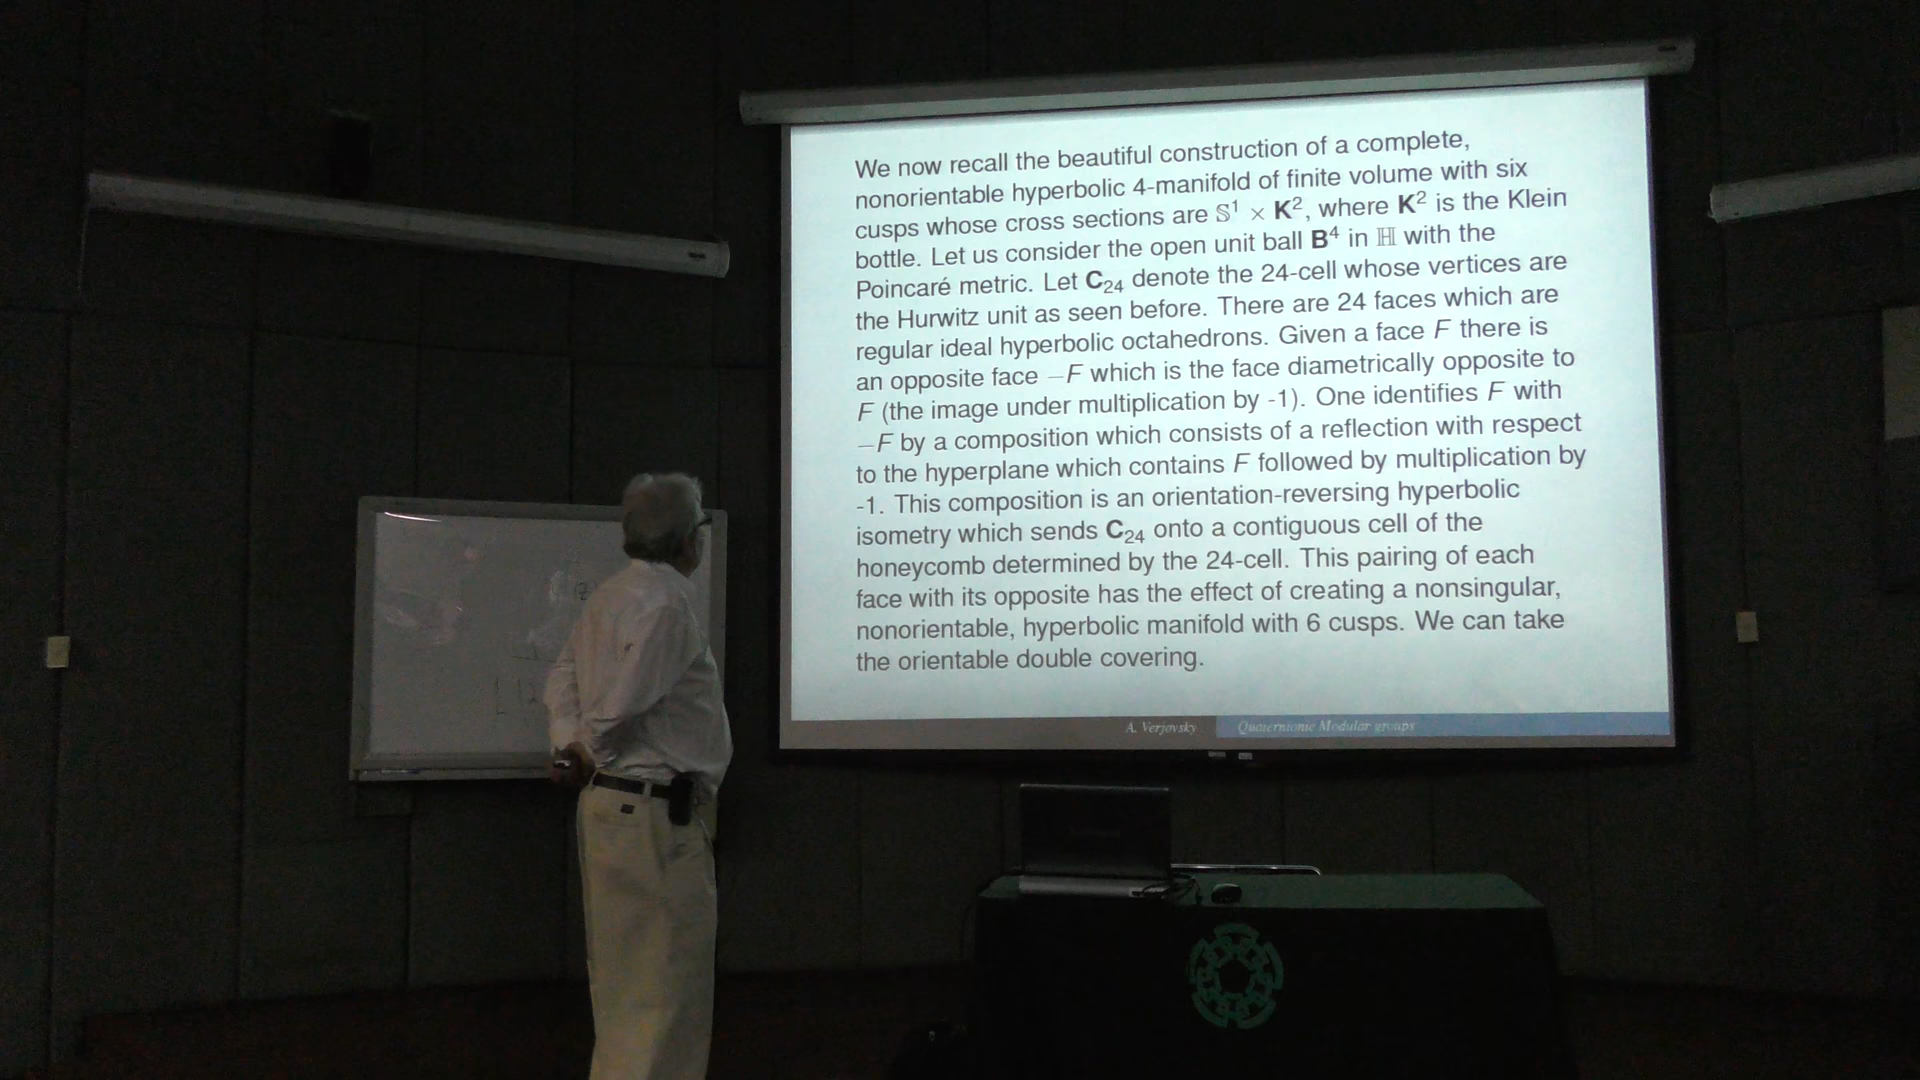 We now recall the beautiful construction of a complete,
nonorientable hyperbolic 4-manifold of finite volume with six
cusps whose cross sections are 𝕊¹ × K², where K² is the Klein
bottle. Let us consider the open unit ball B⁴ in ℍ with the
Poincaré metric. Let C₂₄ denote the 24-cell whose vertices are
the Hurwitz unit as seen before. There are 24 faces which are
regular ideal hyperbolic octahedrons. Given a face F there is
an opposite face −F which is the face diametrically opposite to
F (the image under multiplication by -1). One identifies F with
−F by a composition which consists of a reflection with respect
to the hyperplane which contains F followed by multiplication by
-1. This composition is an orientation-reversing hyperbolic
isometry which sends C₂₄ onto a contiguous cell of the
honeycomb determined by the 24-cell. This pairing of each
face with its opposite has the effect of creating a nonsingular,
nonorientable, hyperbolic manifold with 6 cusps. We can take
the orientable double covering.
A. Verjovsky
Quaternionic Modular groups